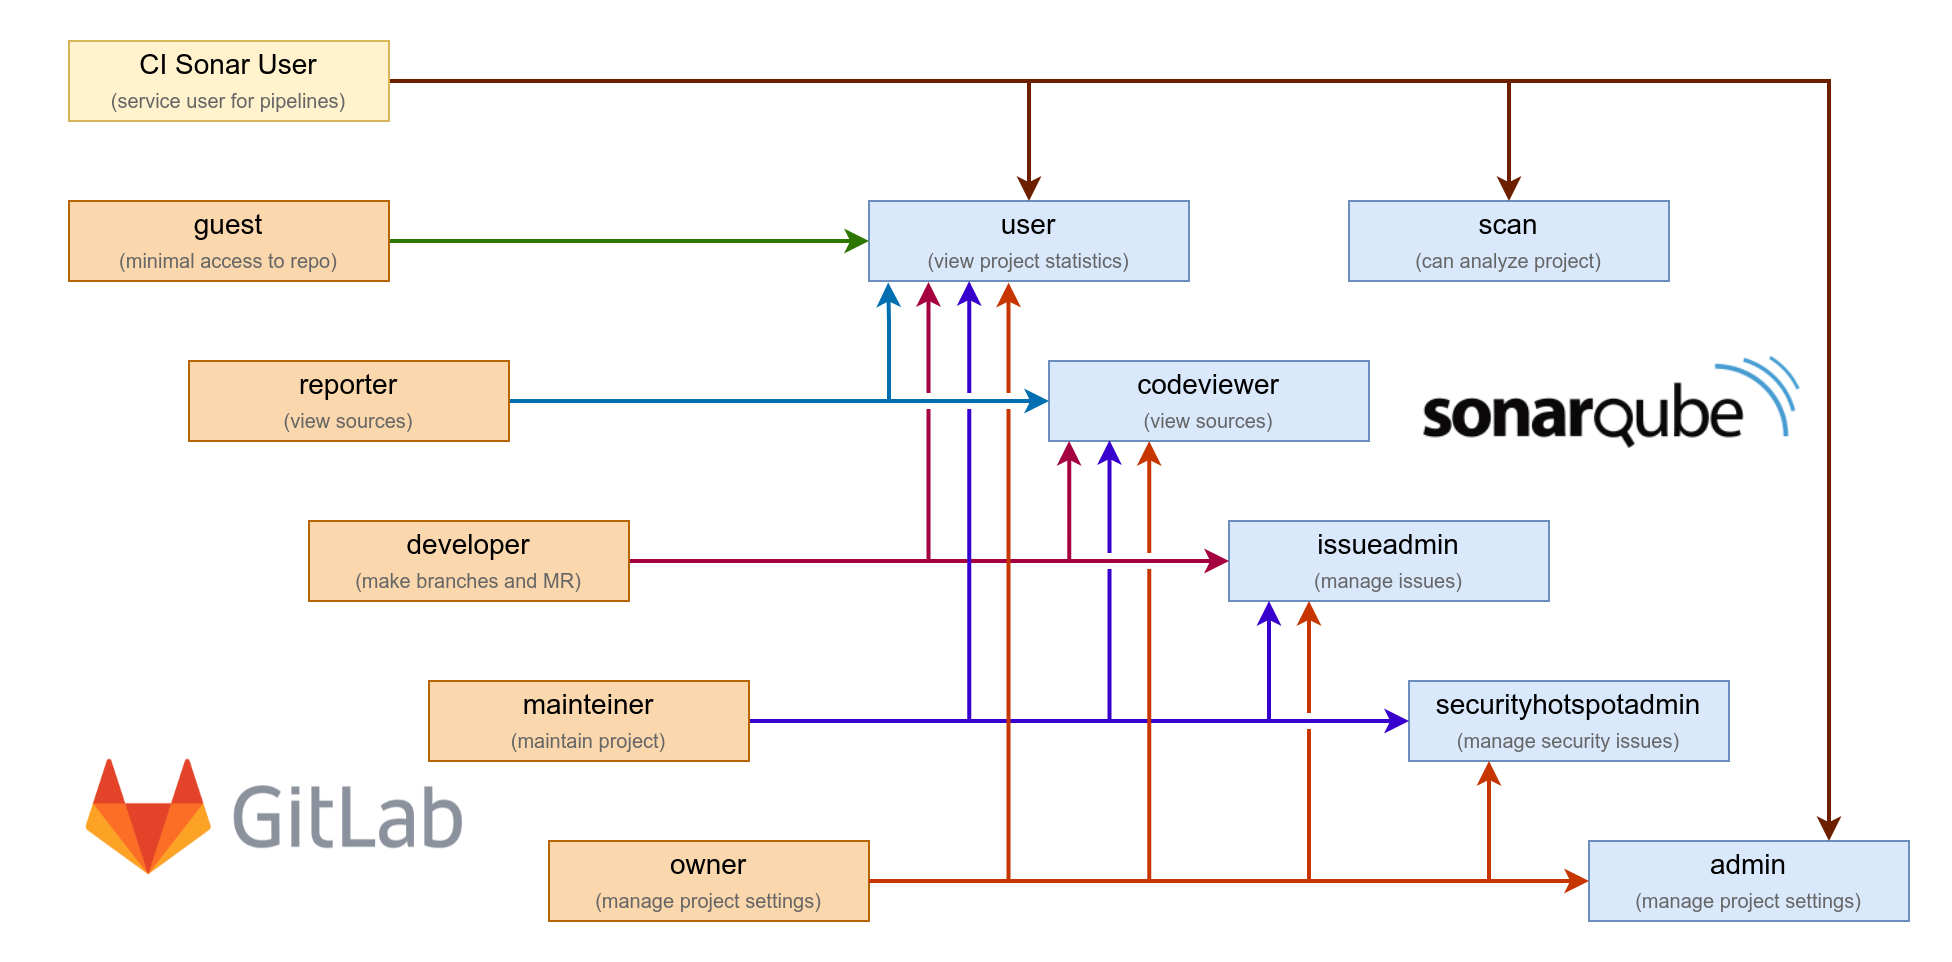 CI Sonar User
(service user for pipelines)
guest
(minimal access to repo)
user
(view project statistics)
scan
(can analyze project)
reporter
(view sources)
codeviewer
(view sources)
sonarqube
developer
(make branches and MR)
issueadmin
(manage issues)
mainteiner
(maintain project)
securityhotspotadmin
(manage security issues)
GitLab
owner
(manage project settings)
admin
(manage project settings)